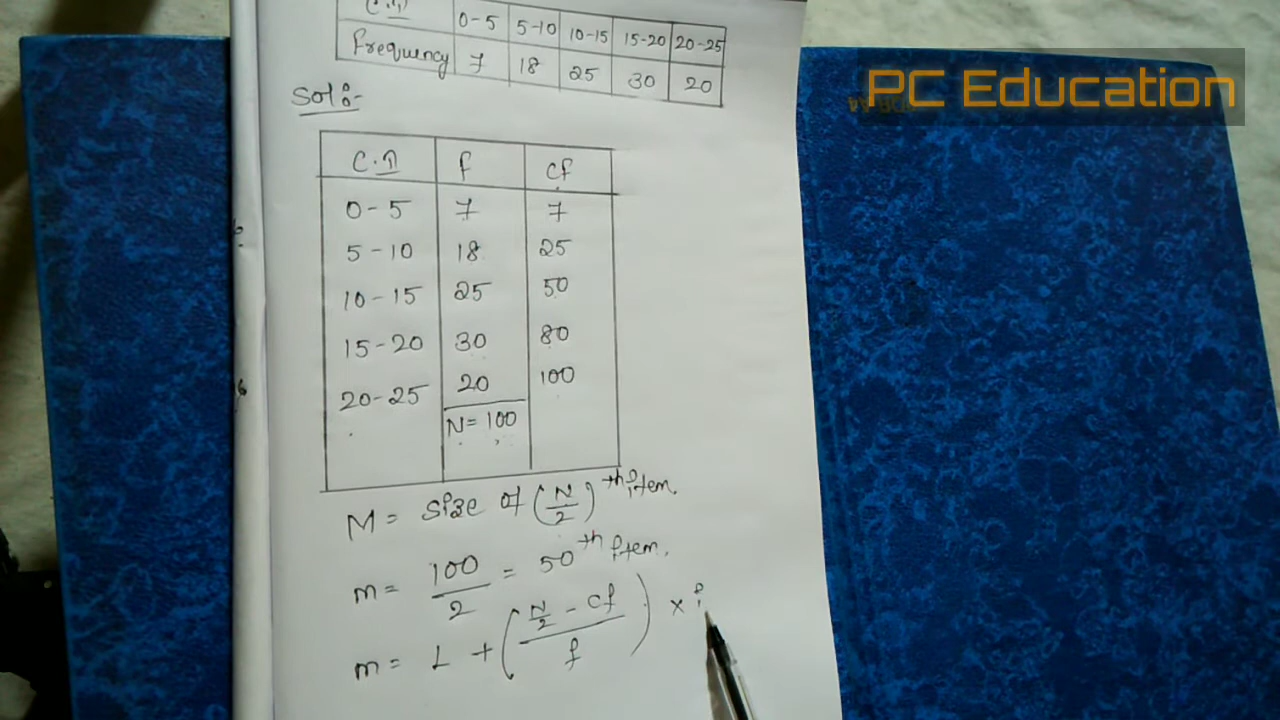 C.I 0-5 5-10 10-15 15-20 20-25
Frequency 7 18 25 30 20
PC Education
Sol:-
C.I f cf
0-5 7 7
5-10 18 25
10-15 25 50
15-20 30 80
20-25 20 100
N= 100
M= Size of (N/2)th item.
m= 100/2 = 50th item.
m= L + (N/2 - cf / f) × i